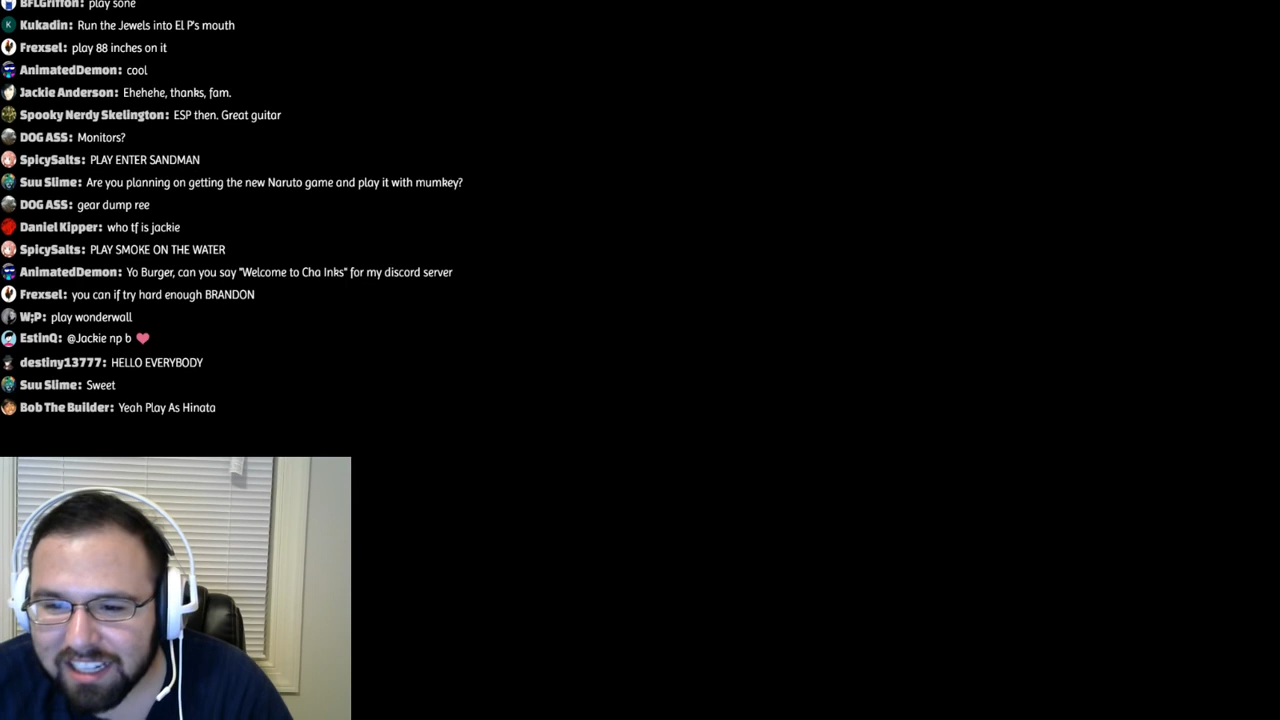 BFLGriffon: play sone
Kukadin: Run the Jewels into El P's mouth
Frexsel: play 88 inches on it
AnimatedDemon: cool
Jackie Anderson: Ehehehe, thanks, fam.
Spooky Nerdy Skelington: ESP then. Great guitar
DOG ASS: Monitors?
SpicySalts: PLAY ENTER SANDMAN
Suu Slime: Are you planning on getting the new Naruto game and play it with mumkey?
DOG ASS: gear dump ree
Daniel Kipper: who tf is jackie
SpicySalts: PLAY SMOKE ON THE WATER
AnimatedDemon: Yo Burger, can you say "Welcome to Cha Inks" for my discord server
Frexsel: you can if try hard enough BRANDON
W;P: play wonderwall
EstinQ: @Jackie np b ❤
destiny13777: HELLO EVERYBODY
Suu Slime: Sweet
Bob The Builder: Yeah Play As Hinata